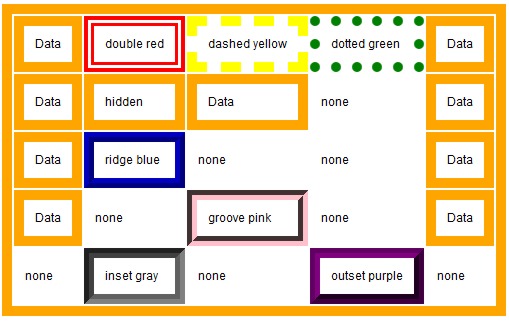 Data double red dashed yellow dotted green Data
Data hidden Data none Data
Data ridge blue none none Data
Data none groove pink none Data
none inset gray none outset purple none